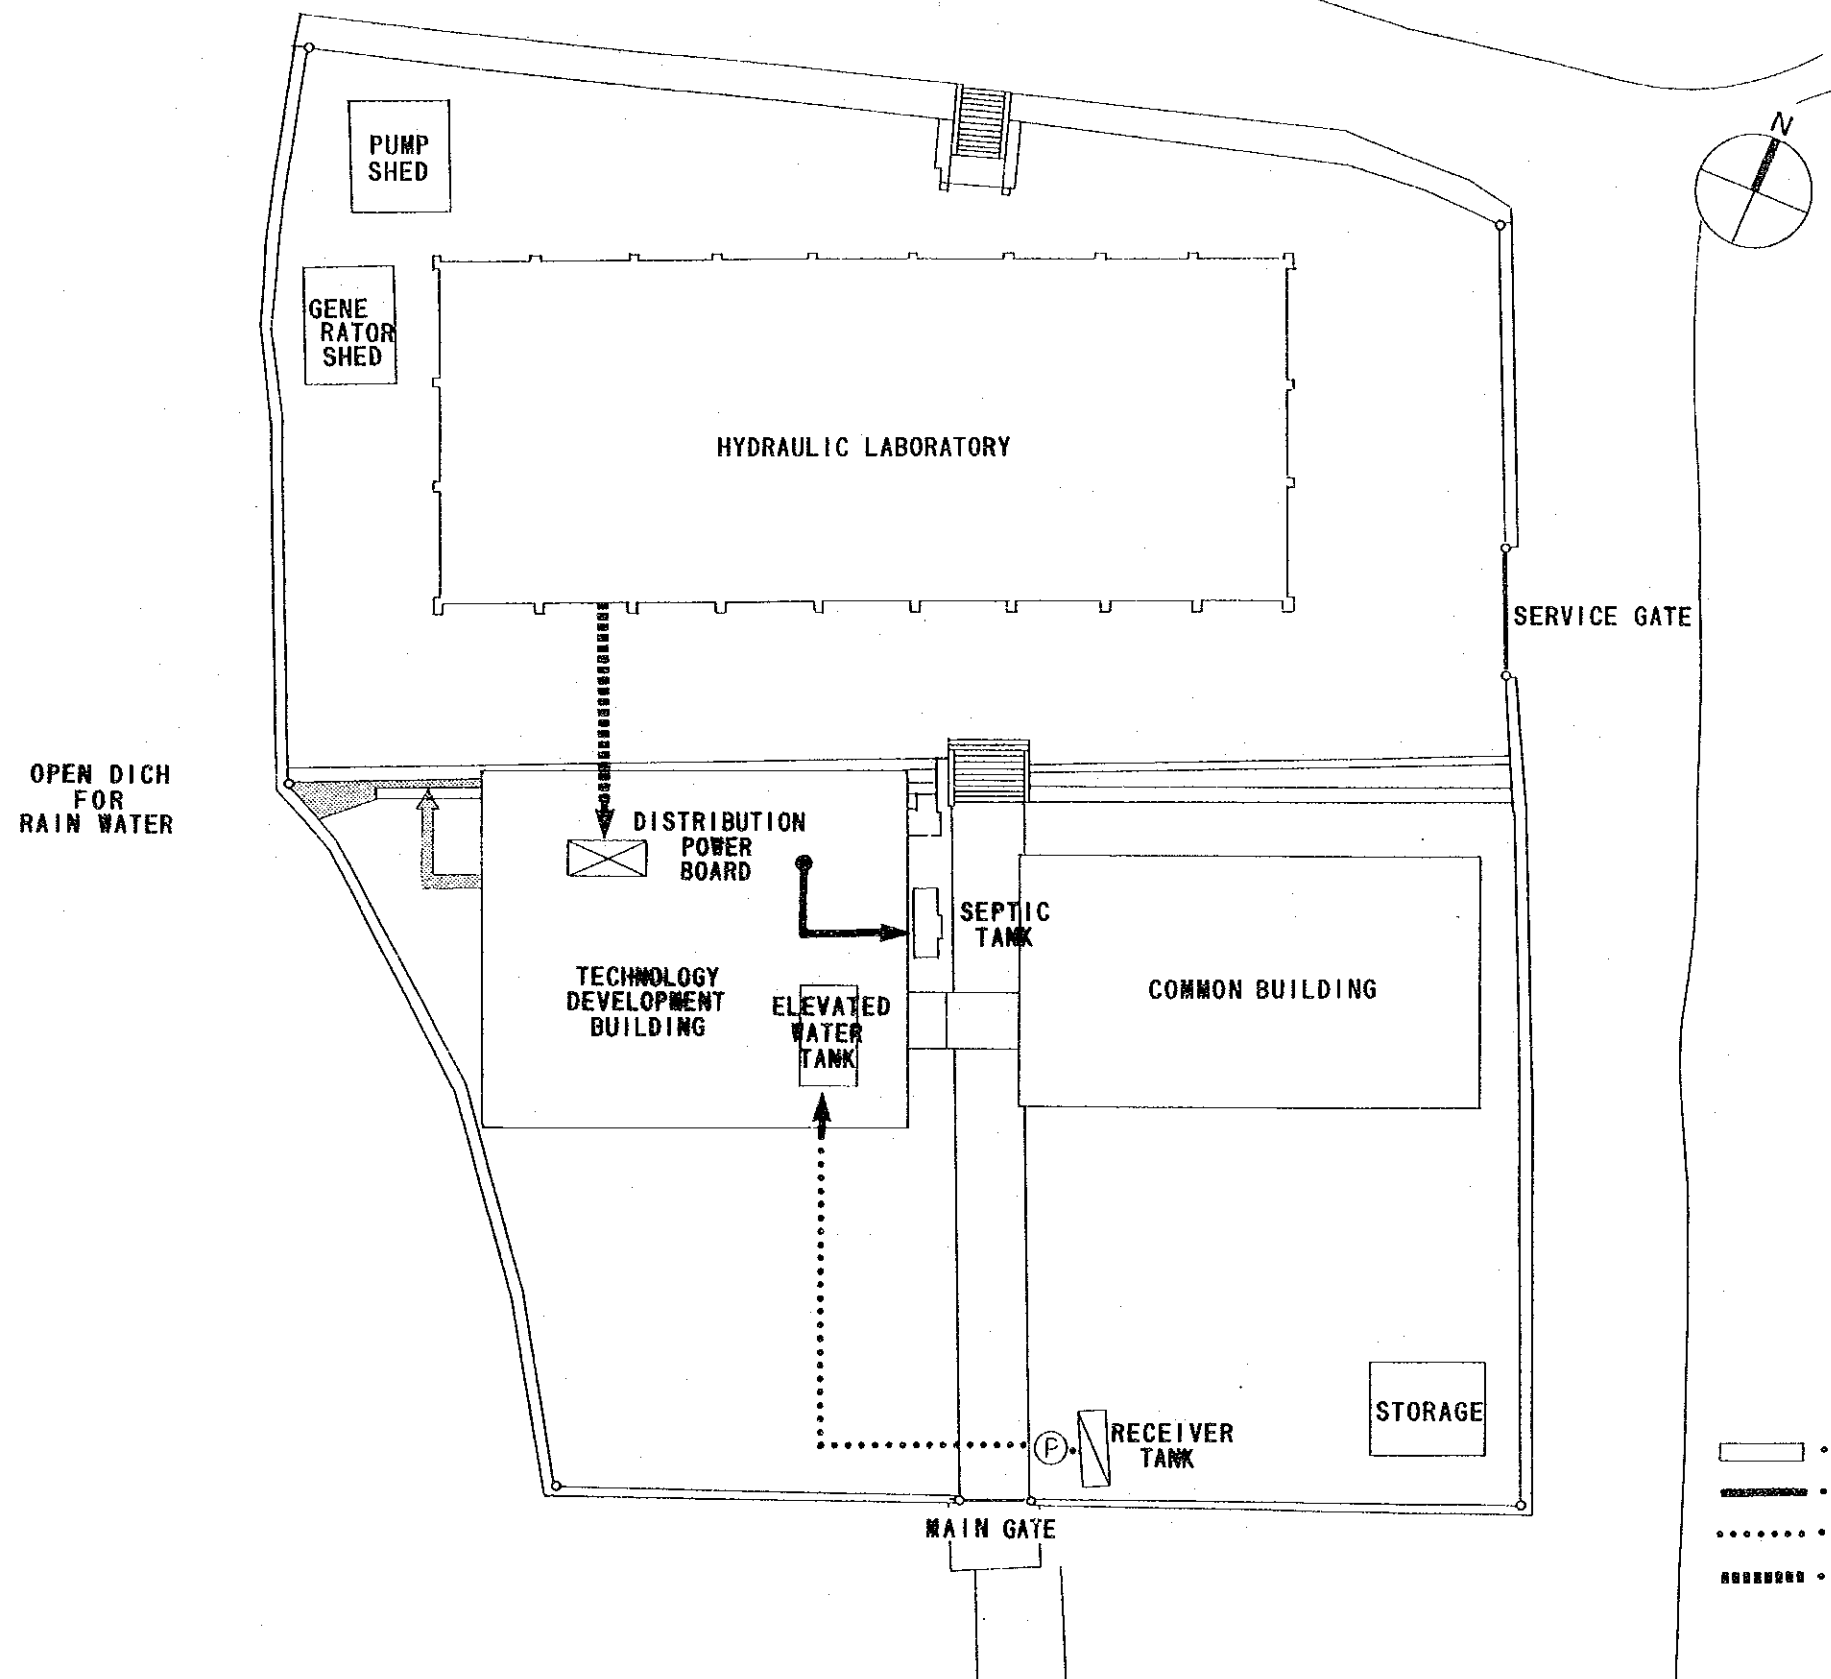 N
PUMP
SHED
GENE
RATOR
SHED
HYDRAULIC LABORATORY
SERVICE GATE
OPEN DICH
FOR
RAIN WATER
DISTRIBUTION
POWER
BOARD
SEPTIC
TANK
TECHNOLOGY
DEVELOPMENT
BUILDING
ELEVATED
WATER
TANK
COMMON BUILDING
STORAGE
P
RECEIVER
TANK
MAIN GATE